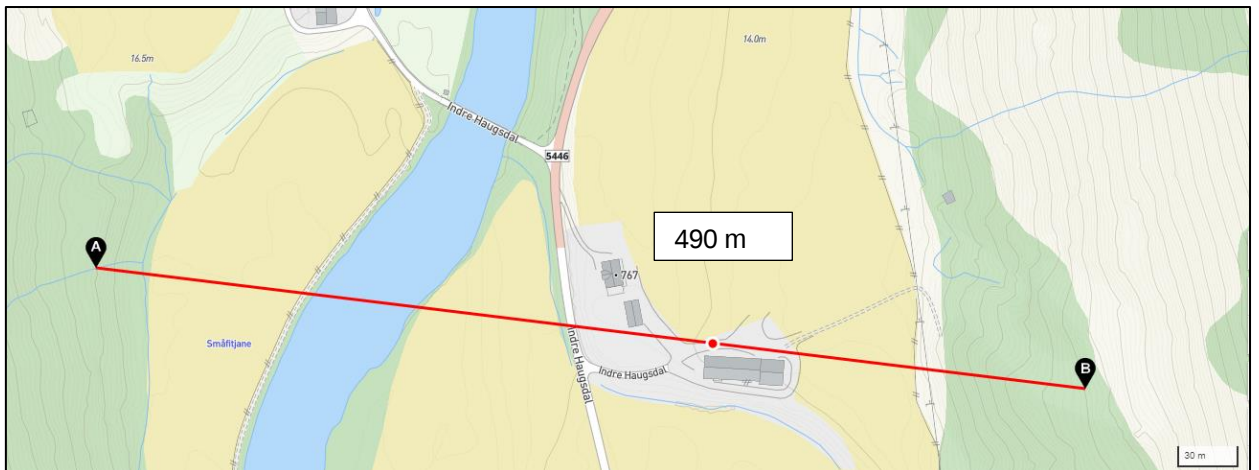 16.5m
14.0m
Indre Haugsdal
5446
A
490 m
767
Småfitjane
Indre Haugsdal
Indre Haugsdal
B
30 m